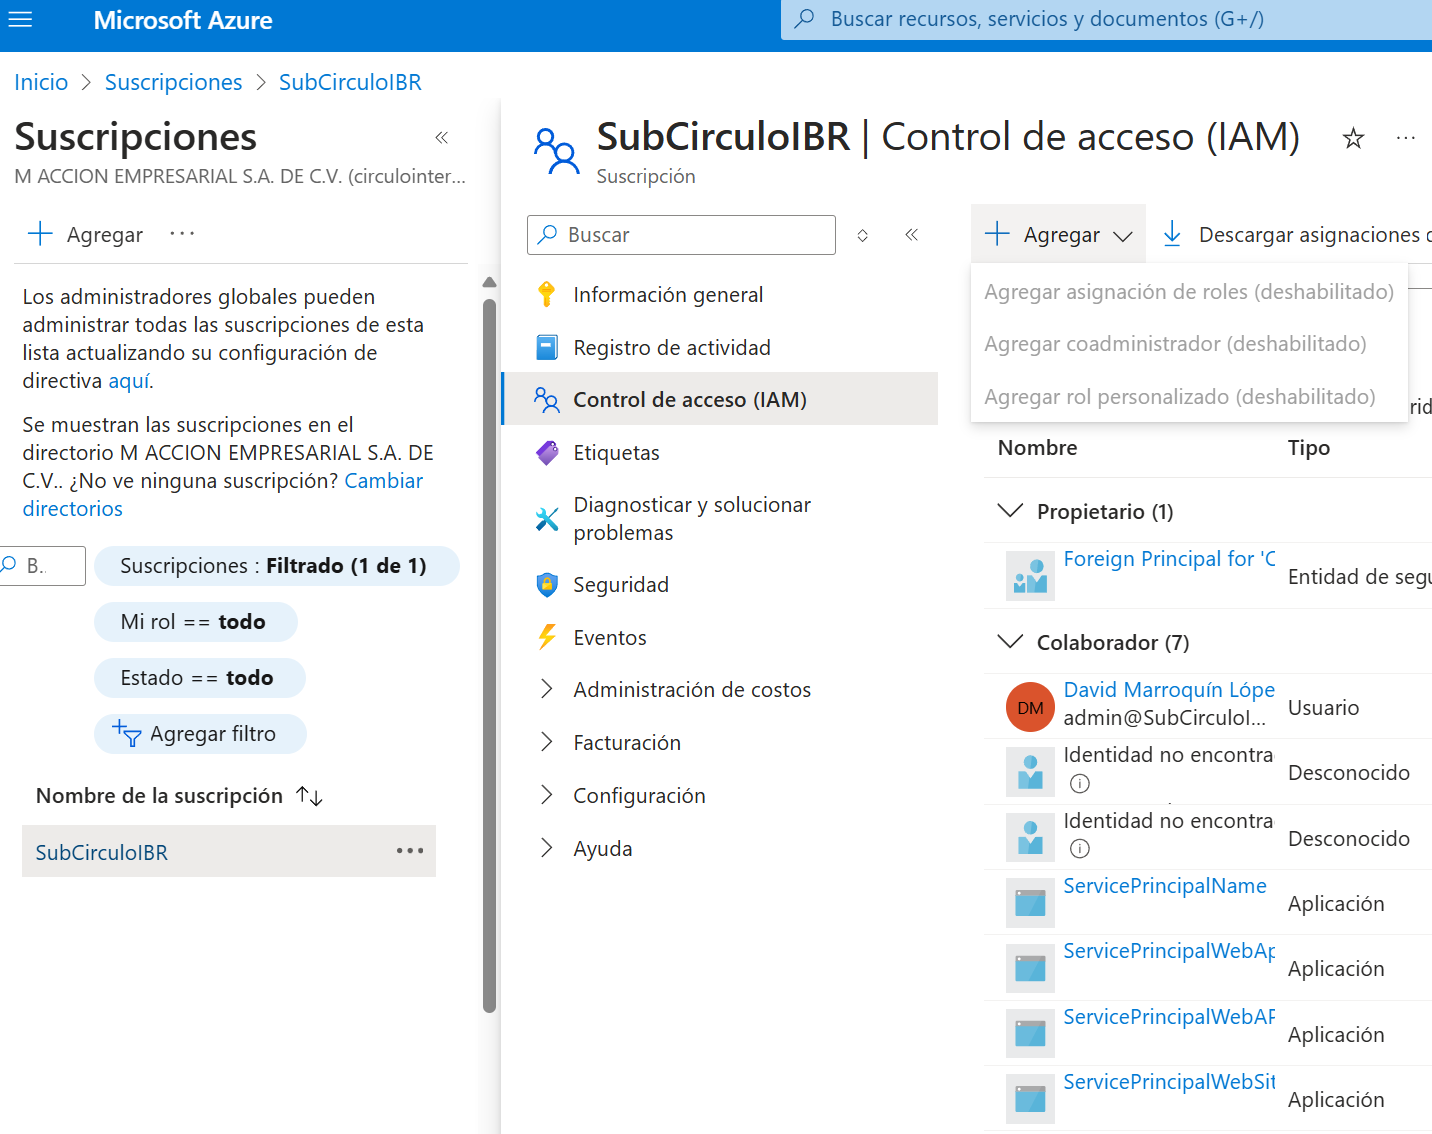 Microsoft Azure
Buscar recursos, servicios y documentos (G+/)
Inicio > Suscripciones > SubCirculoIBR
Suscripciones
M ACCION EMPRESARIAL S.A. DE C.V. (circulointer...
Agregar
Los administradores globales pueden
administrar todas las suscripciones de esta
lista actualizando su configuración de
directiva aquí.
Se muestran las suscripciones en el
directorio M ACCION EMPRESARIAL S.A. DE
C.V.. ¿No ve ninguna suscripción? Cambiar
directorios
B..
Suscripciones : Filtrado (1 de 1)
Mi rol == todo
Estado == todo
Agregar filtro
Nombre de la suscripción
SubCirculoIBR
SubCirculoIBR | Control de acceso (IAM)
Suscripción
Buscar
Información general
Registro de actividad
Control de acceso (IAM)
Etiquetas
Diagnosticar y solucionar
problemas
Seguridad
Eventos
Administración de costos
Facturación
Configuración
Ayuda
Agregar
Descargar asignaciones
Agregar asignación de roles (deshabilitado)
Agregar coadministrador (deshabilitado)
Agregar rol personalizado (deshabilitado)
Nombre Tipo
Propietario (1)
Foreign Principal for 'C
Entidad de segu
Colaborador (7)
DM
David Marroquín Lópe
admin@SubCirculoI...
Usuario
Identidad no encontra
Desconocido
Identidad no encontra
Desconocido
ServicePrincipalName
Aplicación
ServicePrincipalWebAp
Aplicación
ServicePrincipalWebAP
Aplicación
ServicePrincipalWebSit
Aplicación